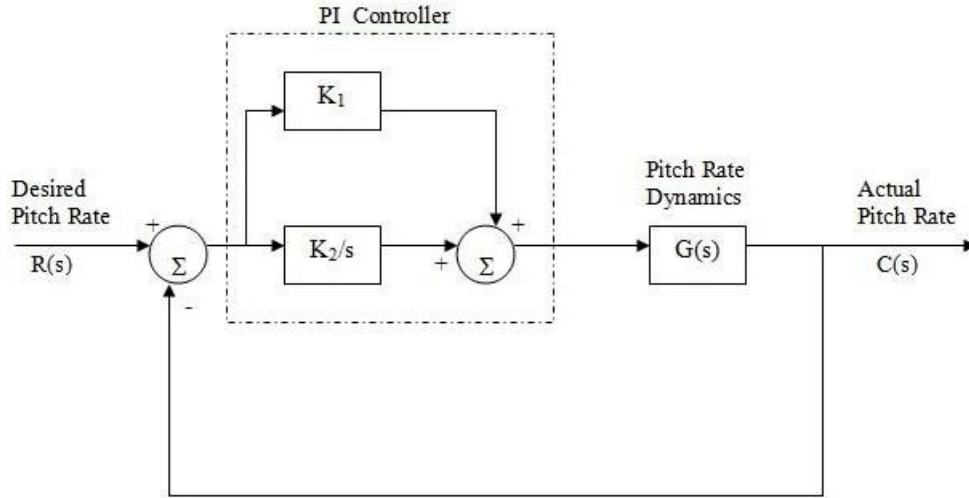 PI Controller
K₁
Desired
Pitch Rate
R(s)
+
Σ
-
K₂/s
+
+
Σ
Pitch Rate
Dynamics
G(s)
Actual
Pitch Rate
C(s)